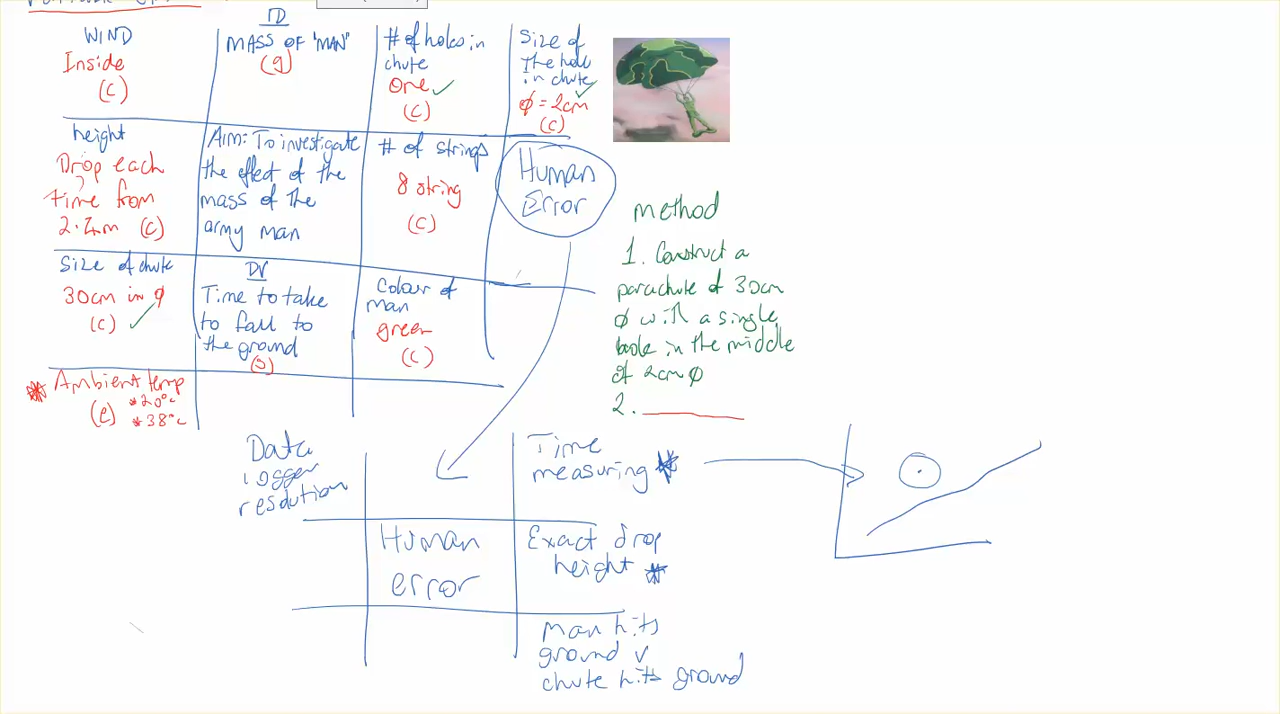 WIND
Inside
(c)
ID
MASS OF 'MAN'
(g)
# of holes in
chute
One
(c)
Size of
the hole
in chute
φ = 2cm
(c)
height
Drop each
time from
2.2m (c)
Aim: To investigate
the effect of the
mass of the
army man
# of strings
8 string
(c)
Human
Error
Size of chute
30cm in φ
(c)
DV
Time to take
to fall to
the ground
(s)
Colour of
man
green
(c)
Ambient temp
(c) *20°c
*38°c
method
1. Construct a
parachute of 30cm
φ with a single
hole in the middle
of 2cm φ
2.
Data
logger
resolution
Time
measuring
Human
error
Exact drop
height
Man hits
ground v
chute hits ground